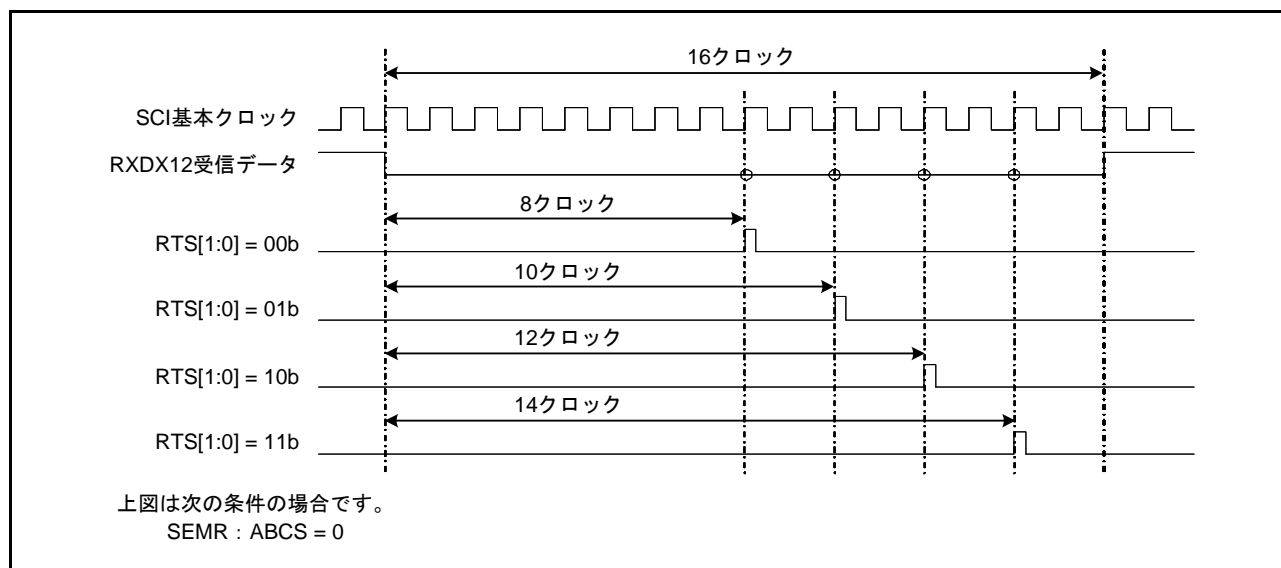 16クロック
SCI基本クロック
RXDX12受信データ
8クロック
RTS[1:0] = 00b
10クロック
RTS[1:0] = 01b
12クロック
RTS[1:0] = 10b
14クロック
RTS[1:0] = 11b
上図は次の条件の場合です。
SEMR：ABCS = 0